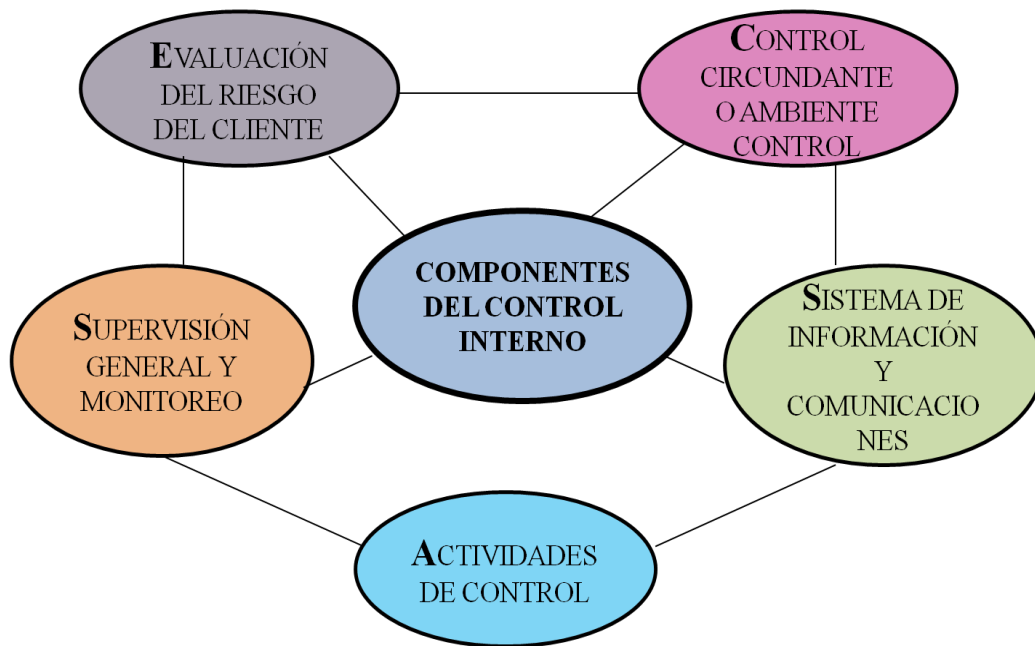 EVALUACIÓN
DEL RIESGO
DEL CLIENTE
CONTROL
CIRCUNDANTE
O AMBIENTE
CONTROL
COMPONENTES
DEL CONTROL
INTERNO
SUPERVISIÓN
GENERAL Y
MONITOREO
SISTEMA DE
INFORMACIÓN
Y
COMUNICACIO
NES
ACTIVIDADES
DE CONTROL